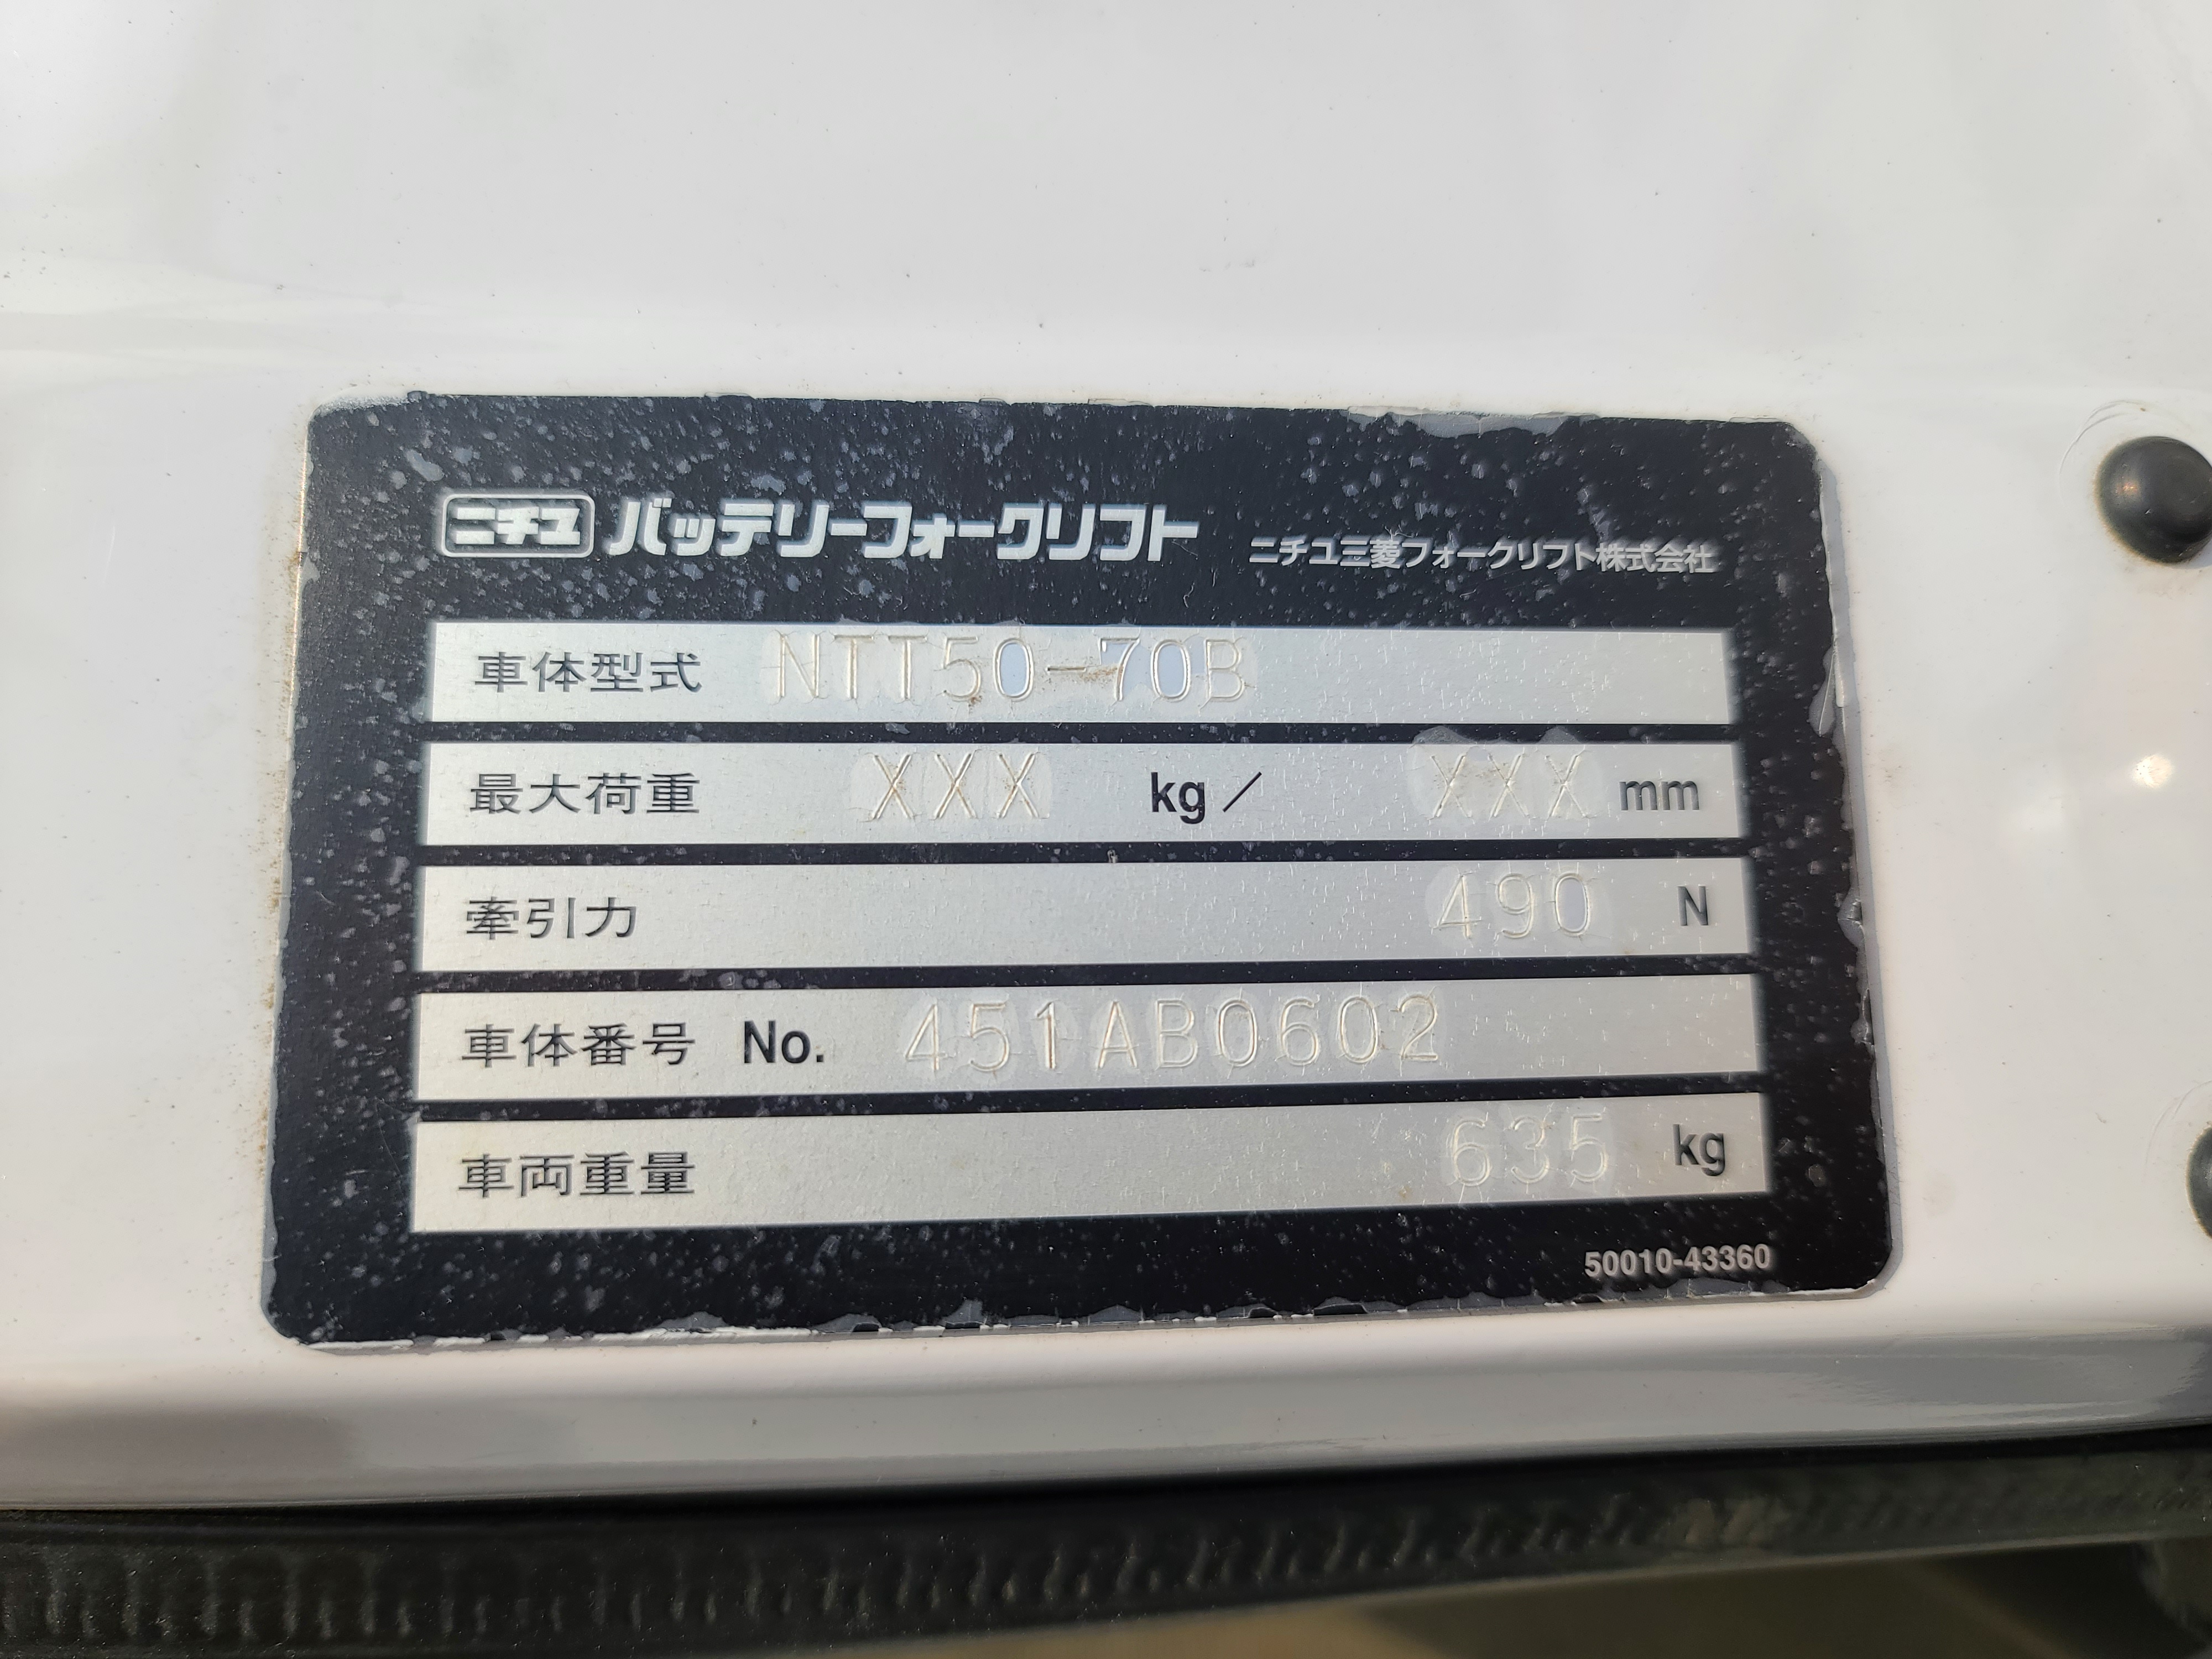 ニチユ バッテリーフォークリフト ニチユ三菱フォークリフト株式会社
車体型式 NTT50-70B
最大荷重 XXX kg/ XXX mm
牽引力 490 N
車体番号 No. 451AB0602
車両重量 635 kg
50010-43360